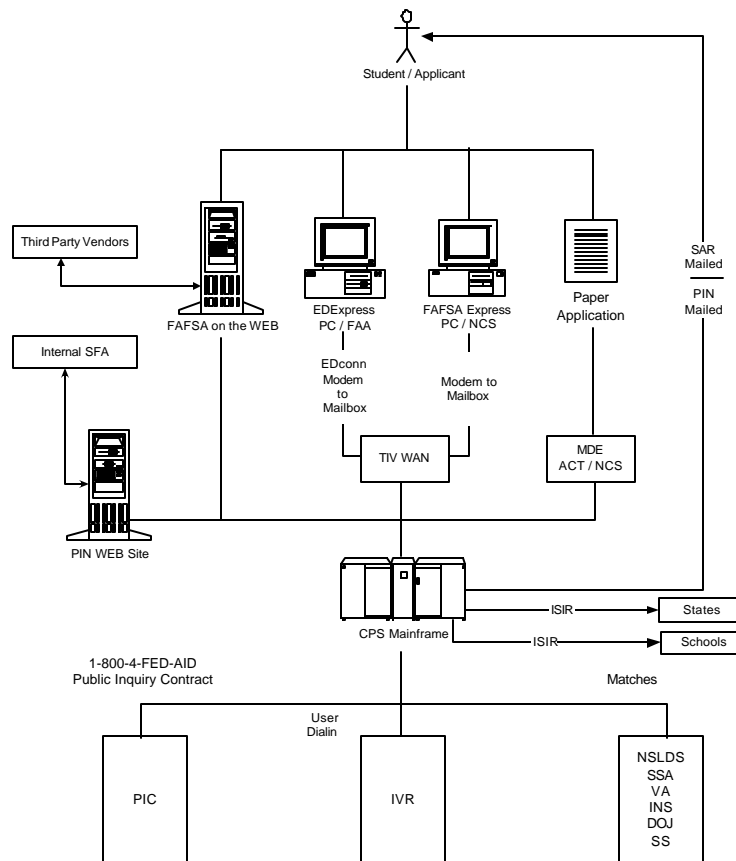 Student / Applicant
Third Party Vendors
SAR
Mailed
PIN
Mailed
FAFSA on the WEB
EDExpress
PC / FAA
FAFSA Express
PC / NCS
Paper
Application
Internal SFA
EDconn
Modem
to
Mailbox
Modem to
Mailbox
TIV WAN
MDE
ACT / NCS
PIN WEB Site
CPS Mainframe
ISIR
States
ISIR
Schools
1-800-4-FED-AID
Public Inquiry Contract
Matches
User
Dialin
PIC
IVR
NSLDS
SSA
VA
INS
DOJ
SS